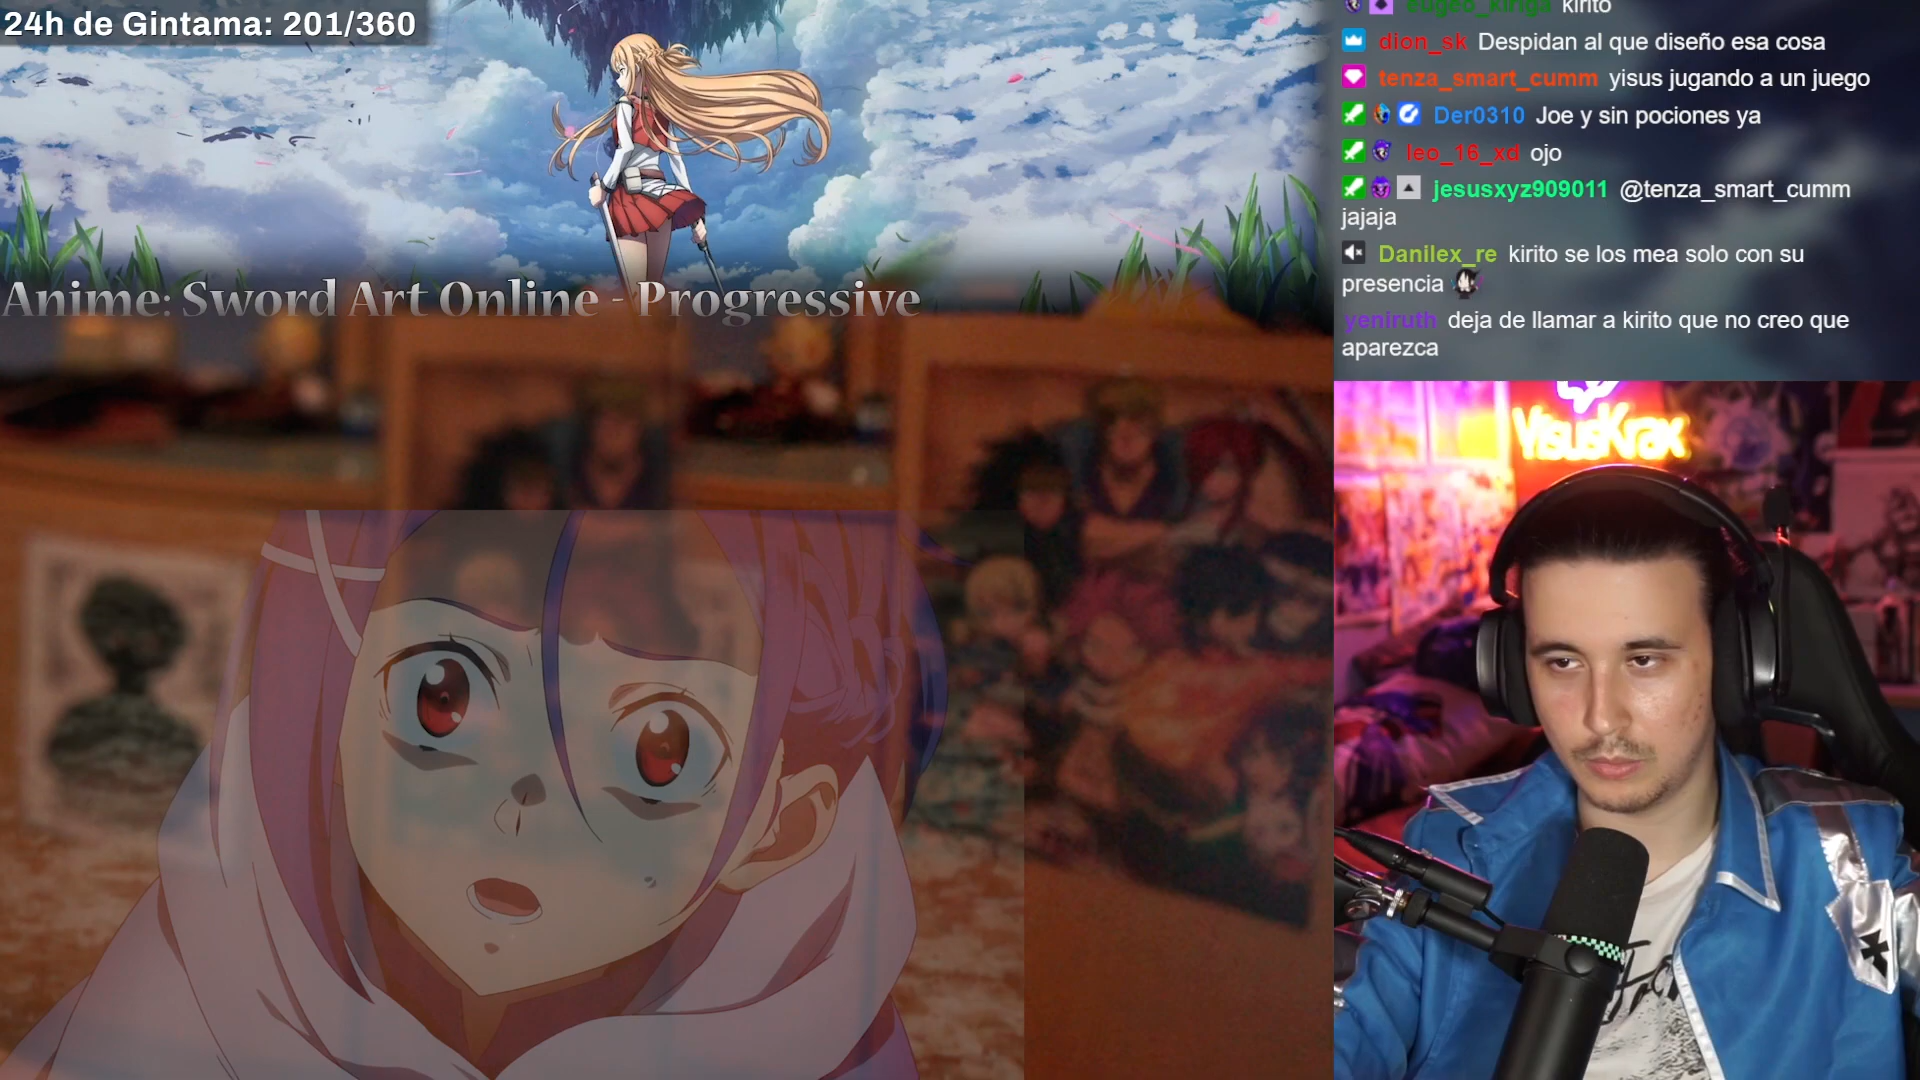 24h de Gintama: 201/360
Anime: Sword Art Online - Progressive
eugeo_kiriga kirito
dion_sk Despidan al que diseño esa cosa
tenza_smart_cumm yisus jugando a un juego
Der0310 Joe y sin pociones ya
leo_16_xd ojo
jesusxyz909011 @tenza_smart_cumm
jajaja
Danilex_re kirito se los mea solo con su
presencia
yeniruth deja de llamar a kirito que no creo que
aparezca
YisusKrax